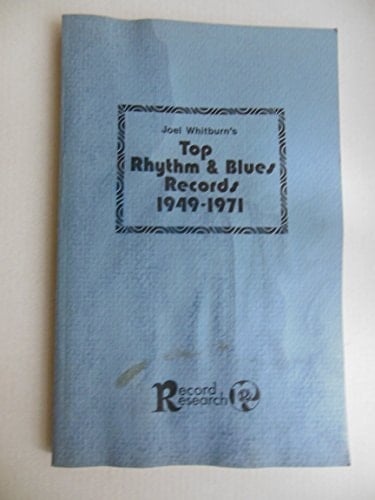 Joel Whitburn's
Top
Rhythm & Blues
Records
1949-1971
Record
Research